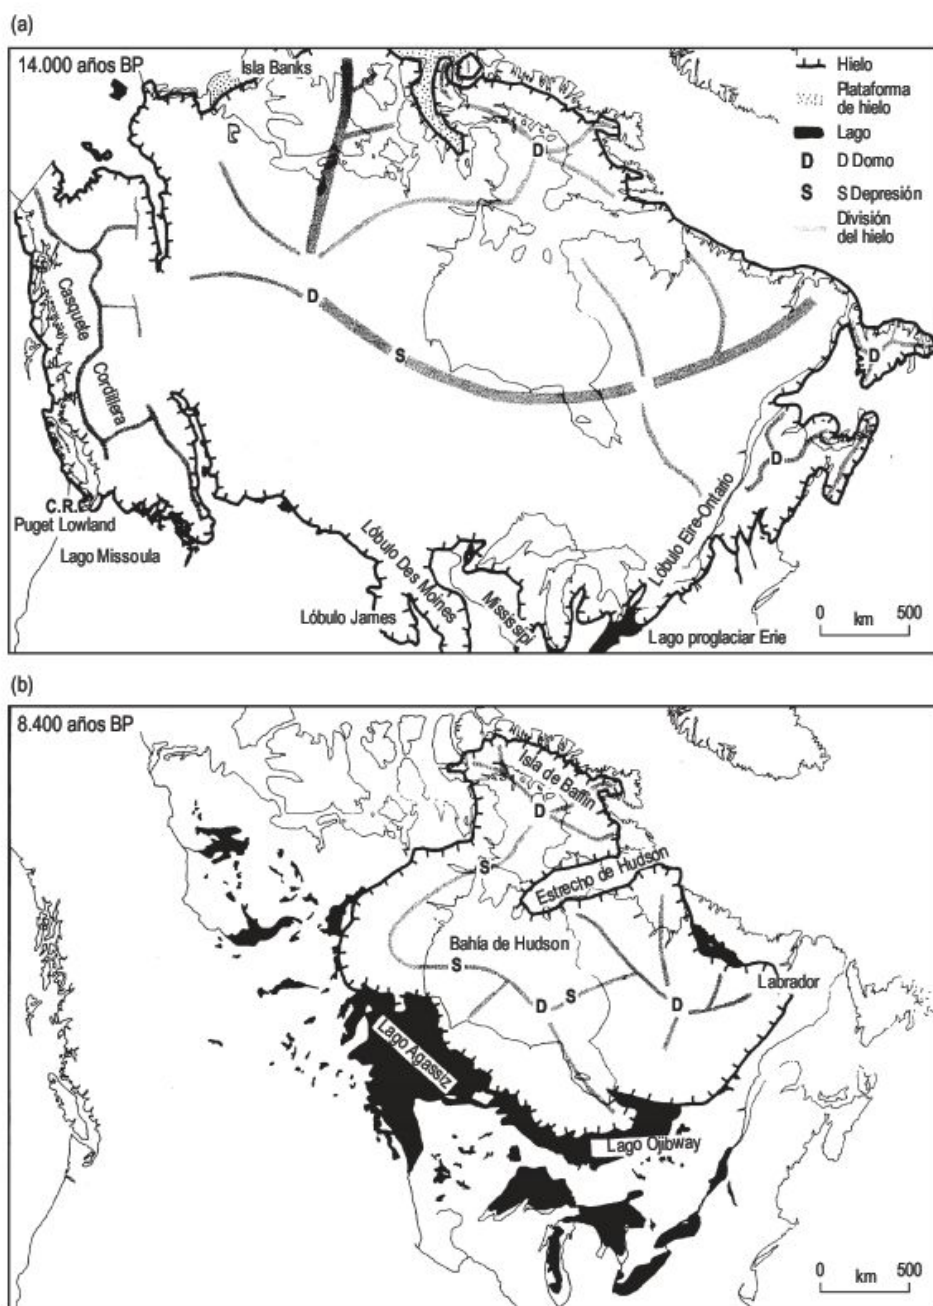 (a)
14.000 años BP
Isla Banks
Hielo
Plataforma
de hielo
Lago
D D Domo
S S Depresión
División
del hielo
D
D
S
D
D
Casquete
Cordillera
C.R.
Puget Lowland
Lago Missoula
Lóbulo James
Lóbulo Des Moines
Mississipi
Lóbulo Eire-Ontario
Lago proglaciar Erie
0 500
km
(b)
8.400 años BP
Isla de Baffin
D
S
Estrecho de Hudson
Bahía de Hudson
S
S
D
D
Labrador
Lago Agassiz
Lago Ojibway
0 500
km